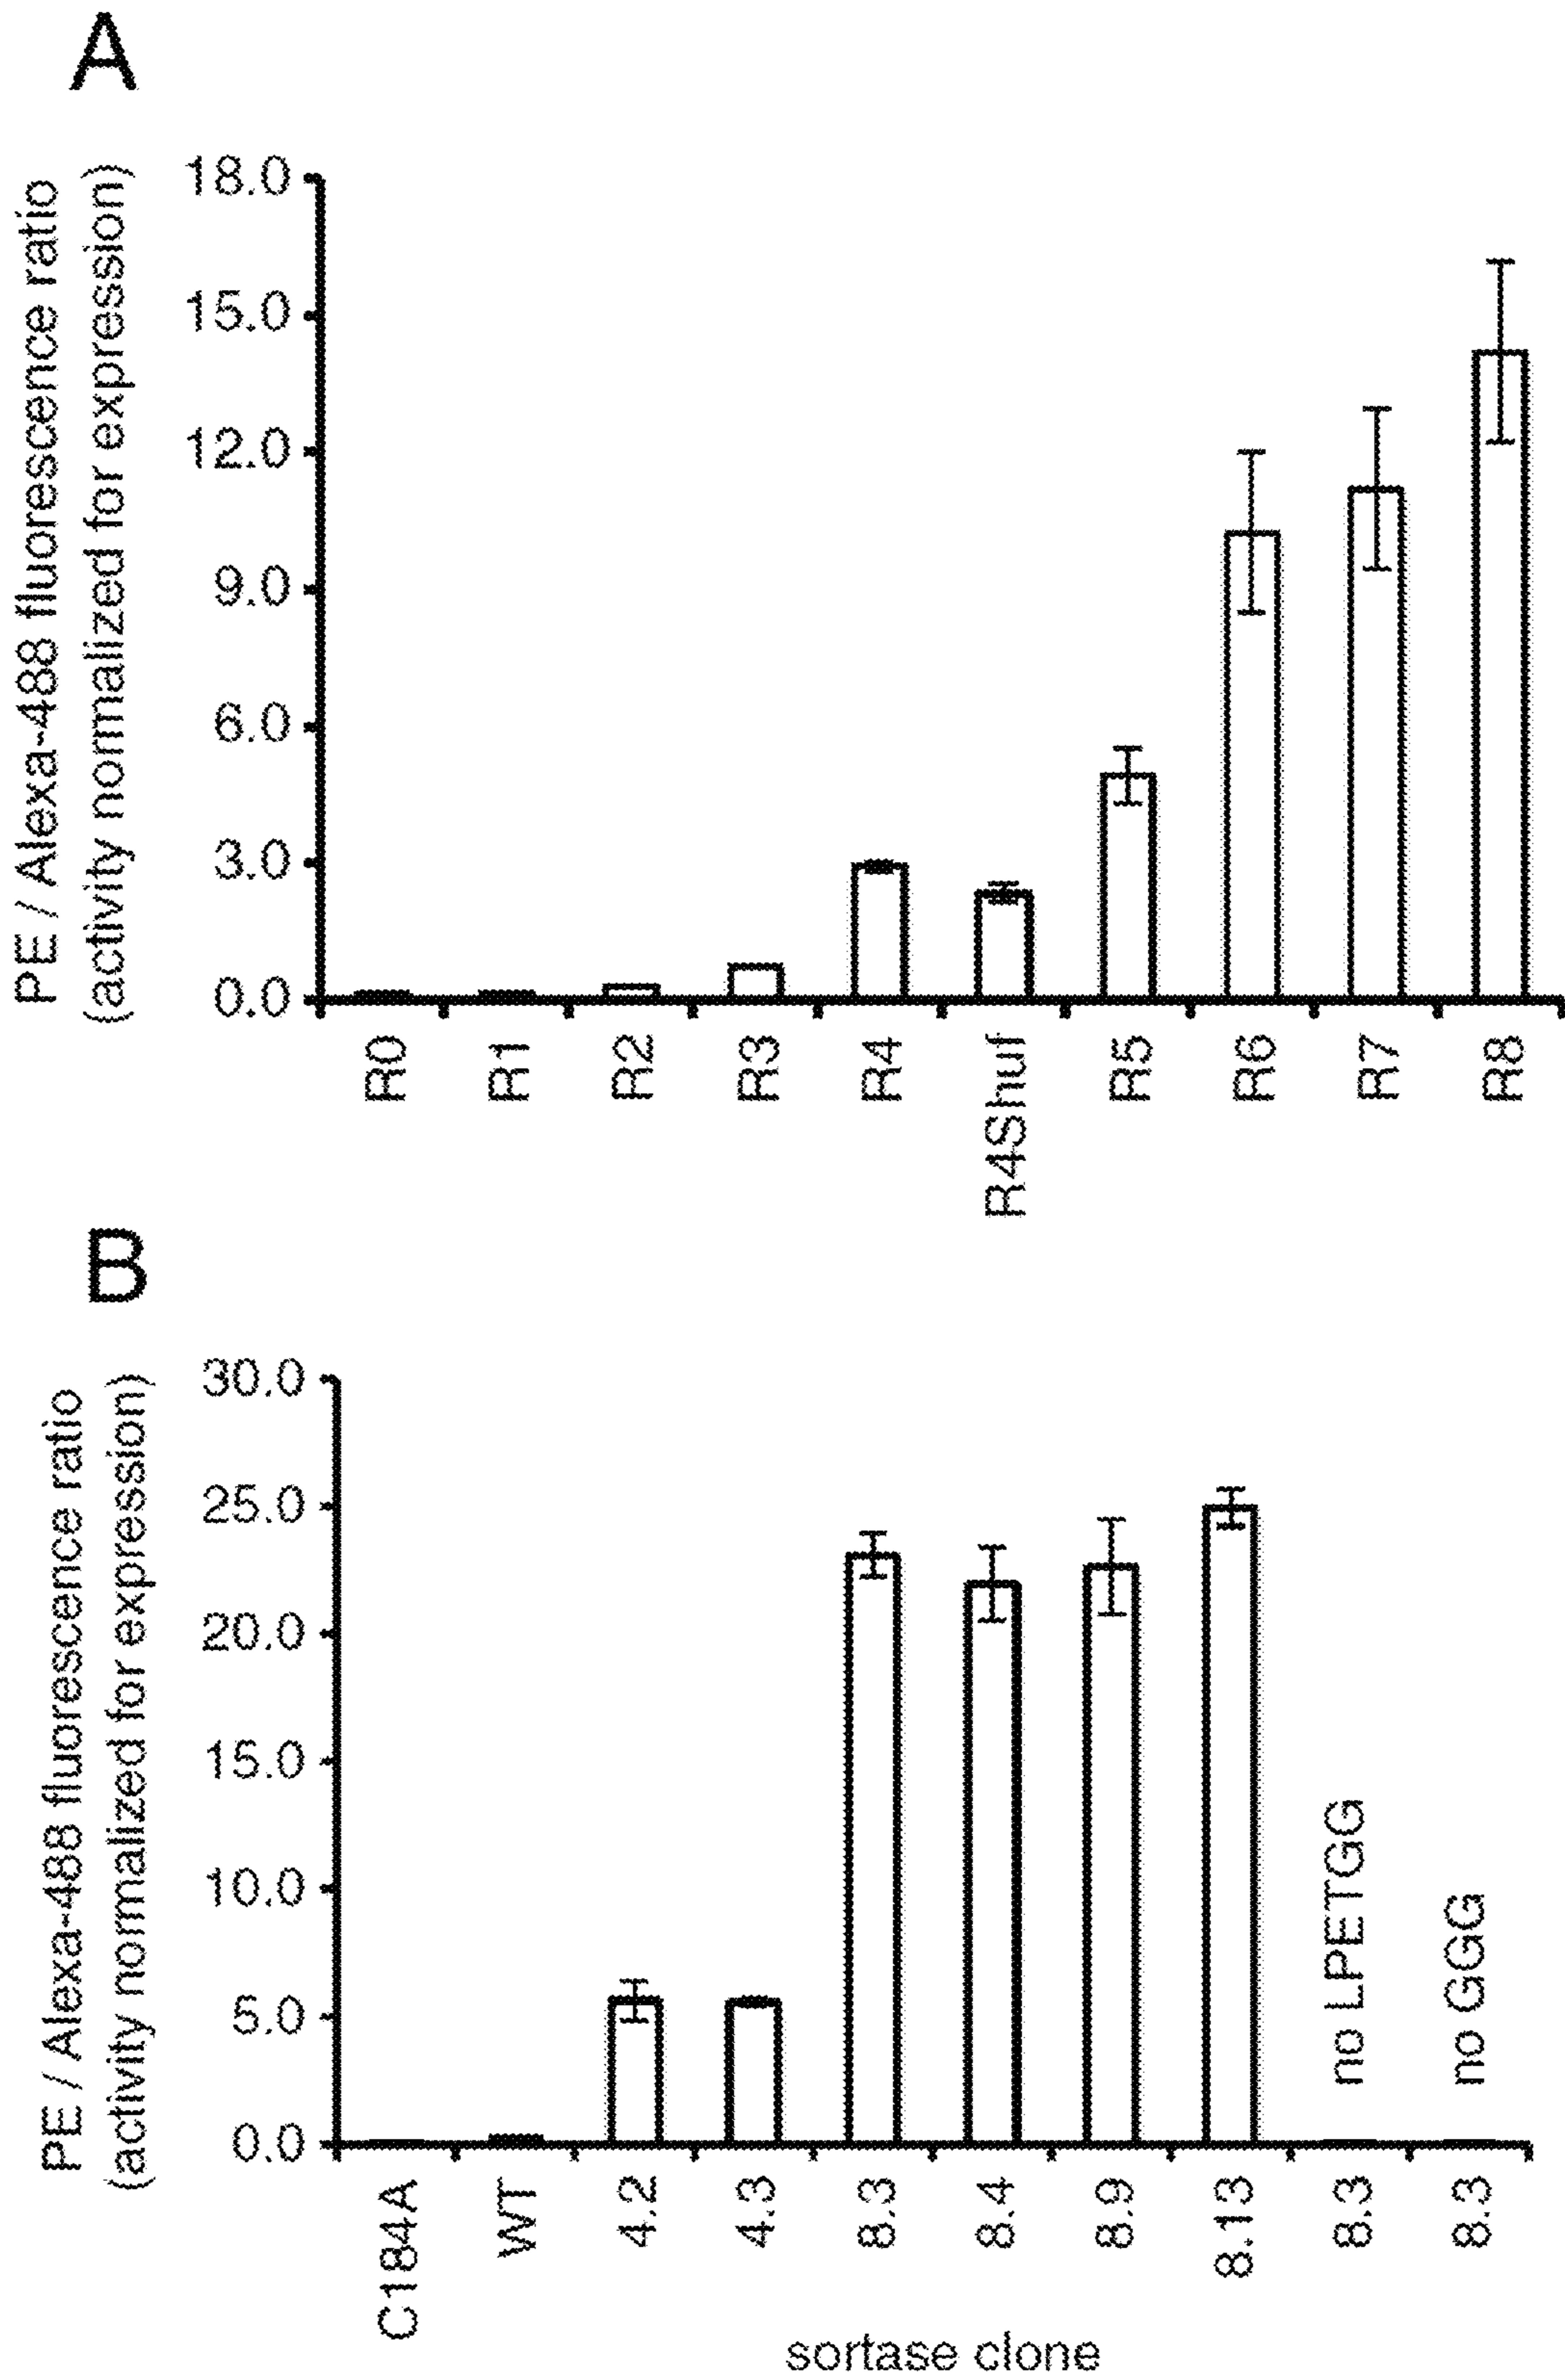 A
PE / Alexa-488 fluorescence ratio
(activity normalized for expression)
18.0
15.0
12.0
9.0
6.0
3.0
0.0
R0
R1
R2
R3
R4
R4Shuf
R5
R6
R7
R8
B
PE / Alexa-488 fluorescence ratio
(activity normalized for expression)
30.0
25.0
20.0
15.0
10.0
5.0
0.0
no LPETGG
no GGG
C184A
WT
4.2
4.3
8.3
8.4
8.9
8.13
8.3
8.3
sortase clone